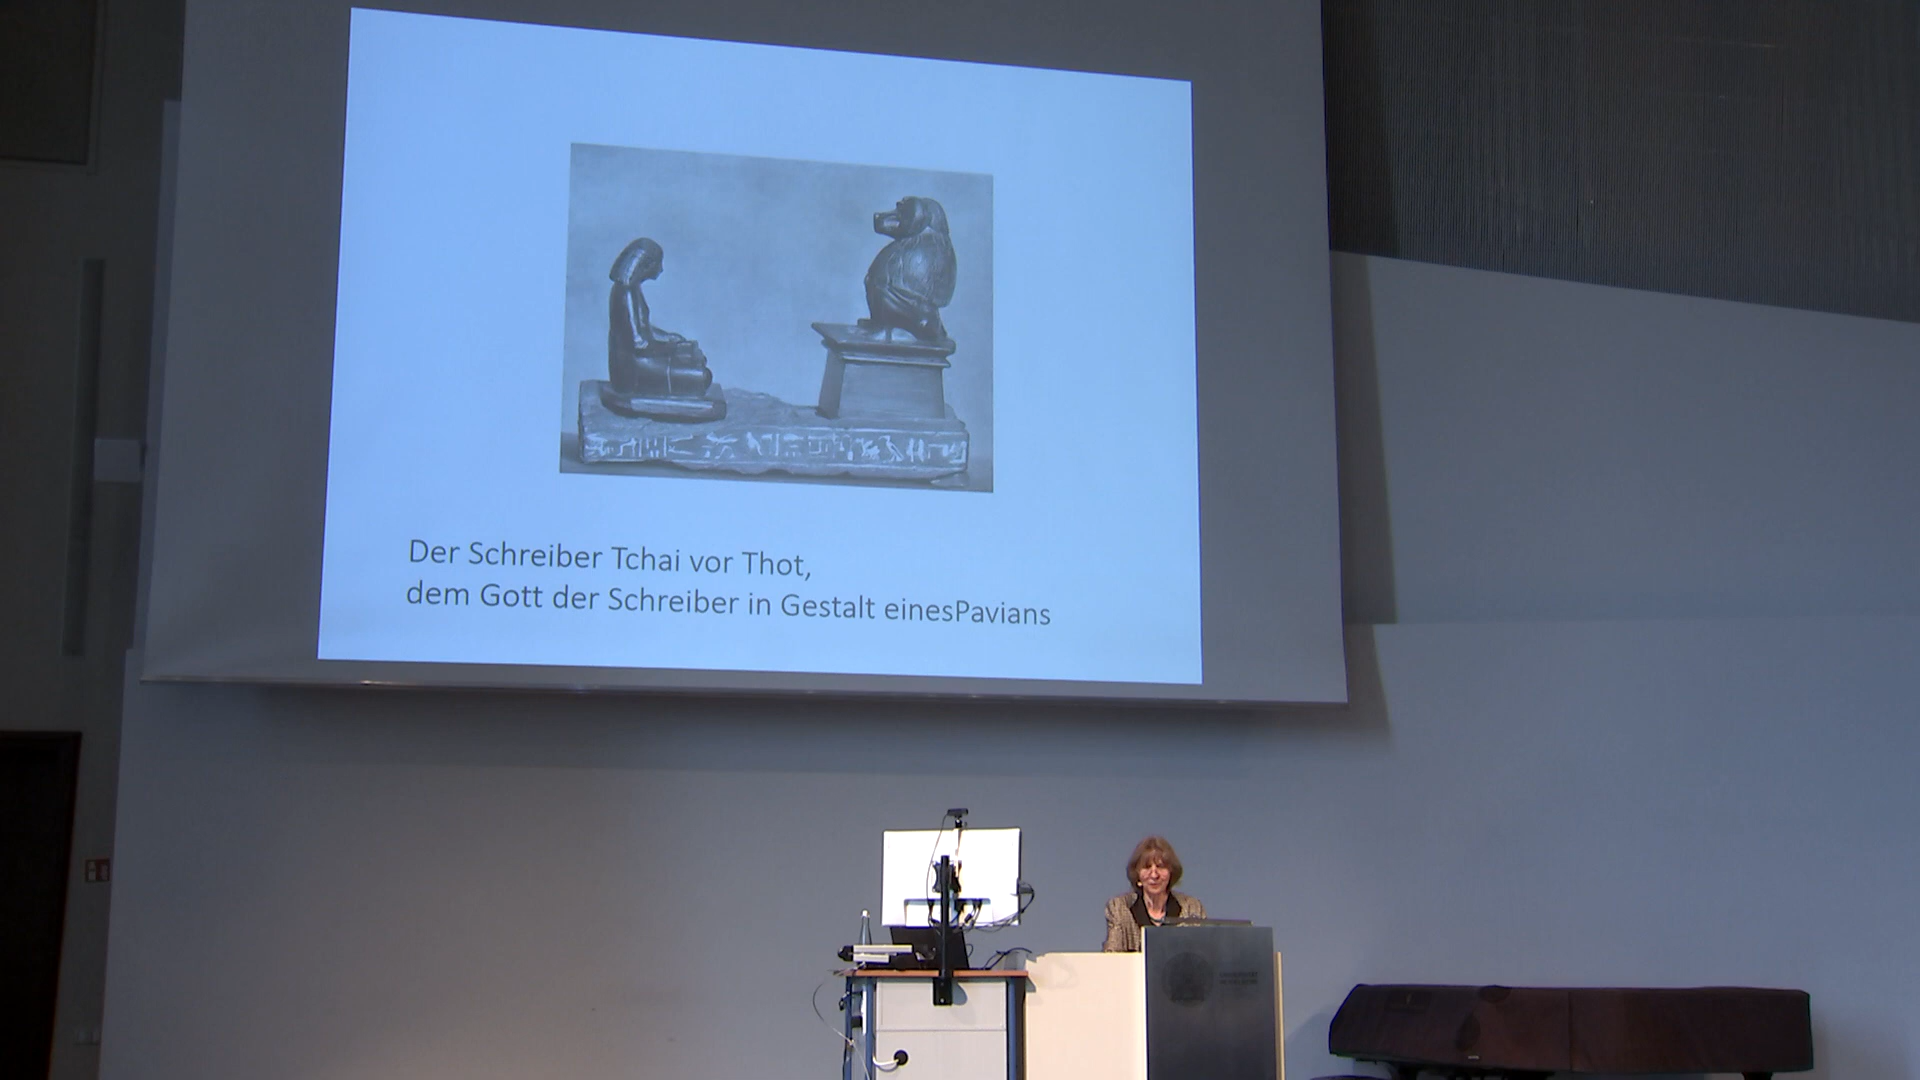 Der Schreiber Tchai vor Thot,
dem Gott der Schreiber in Gestalt einesPavians